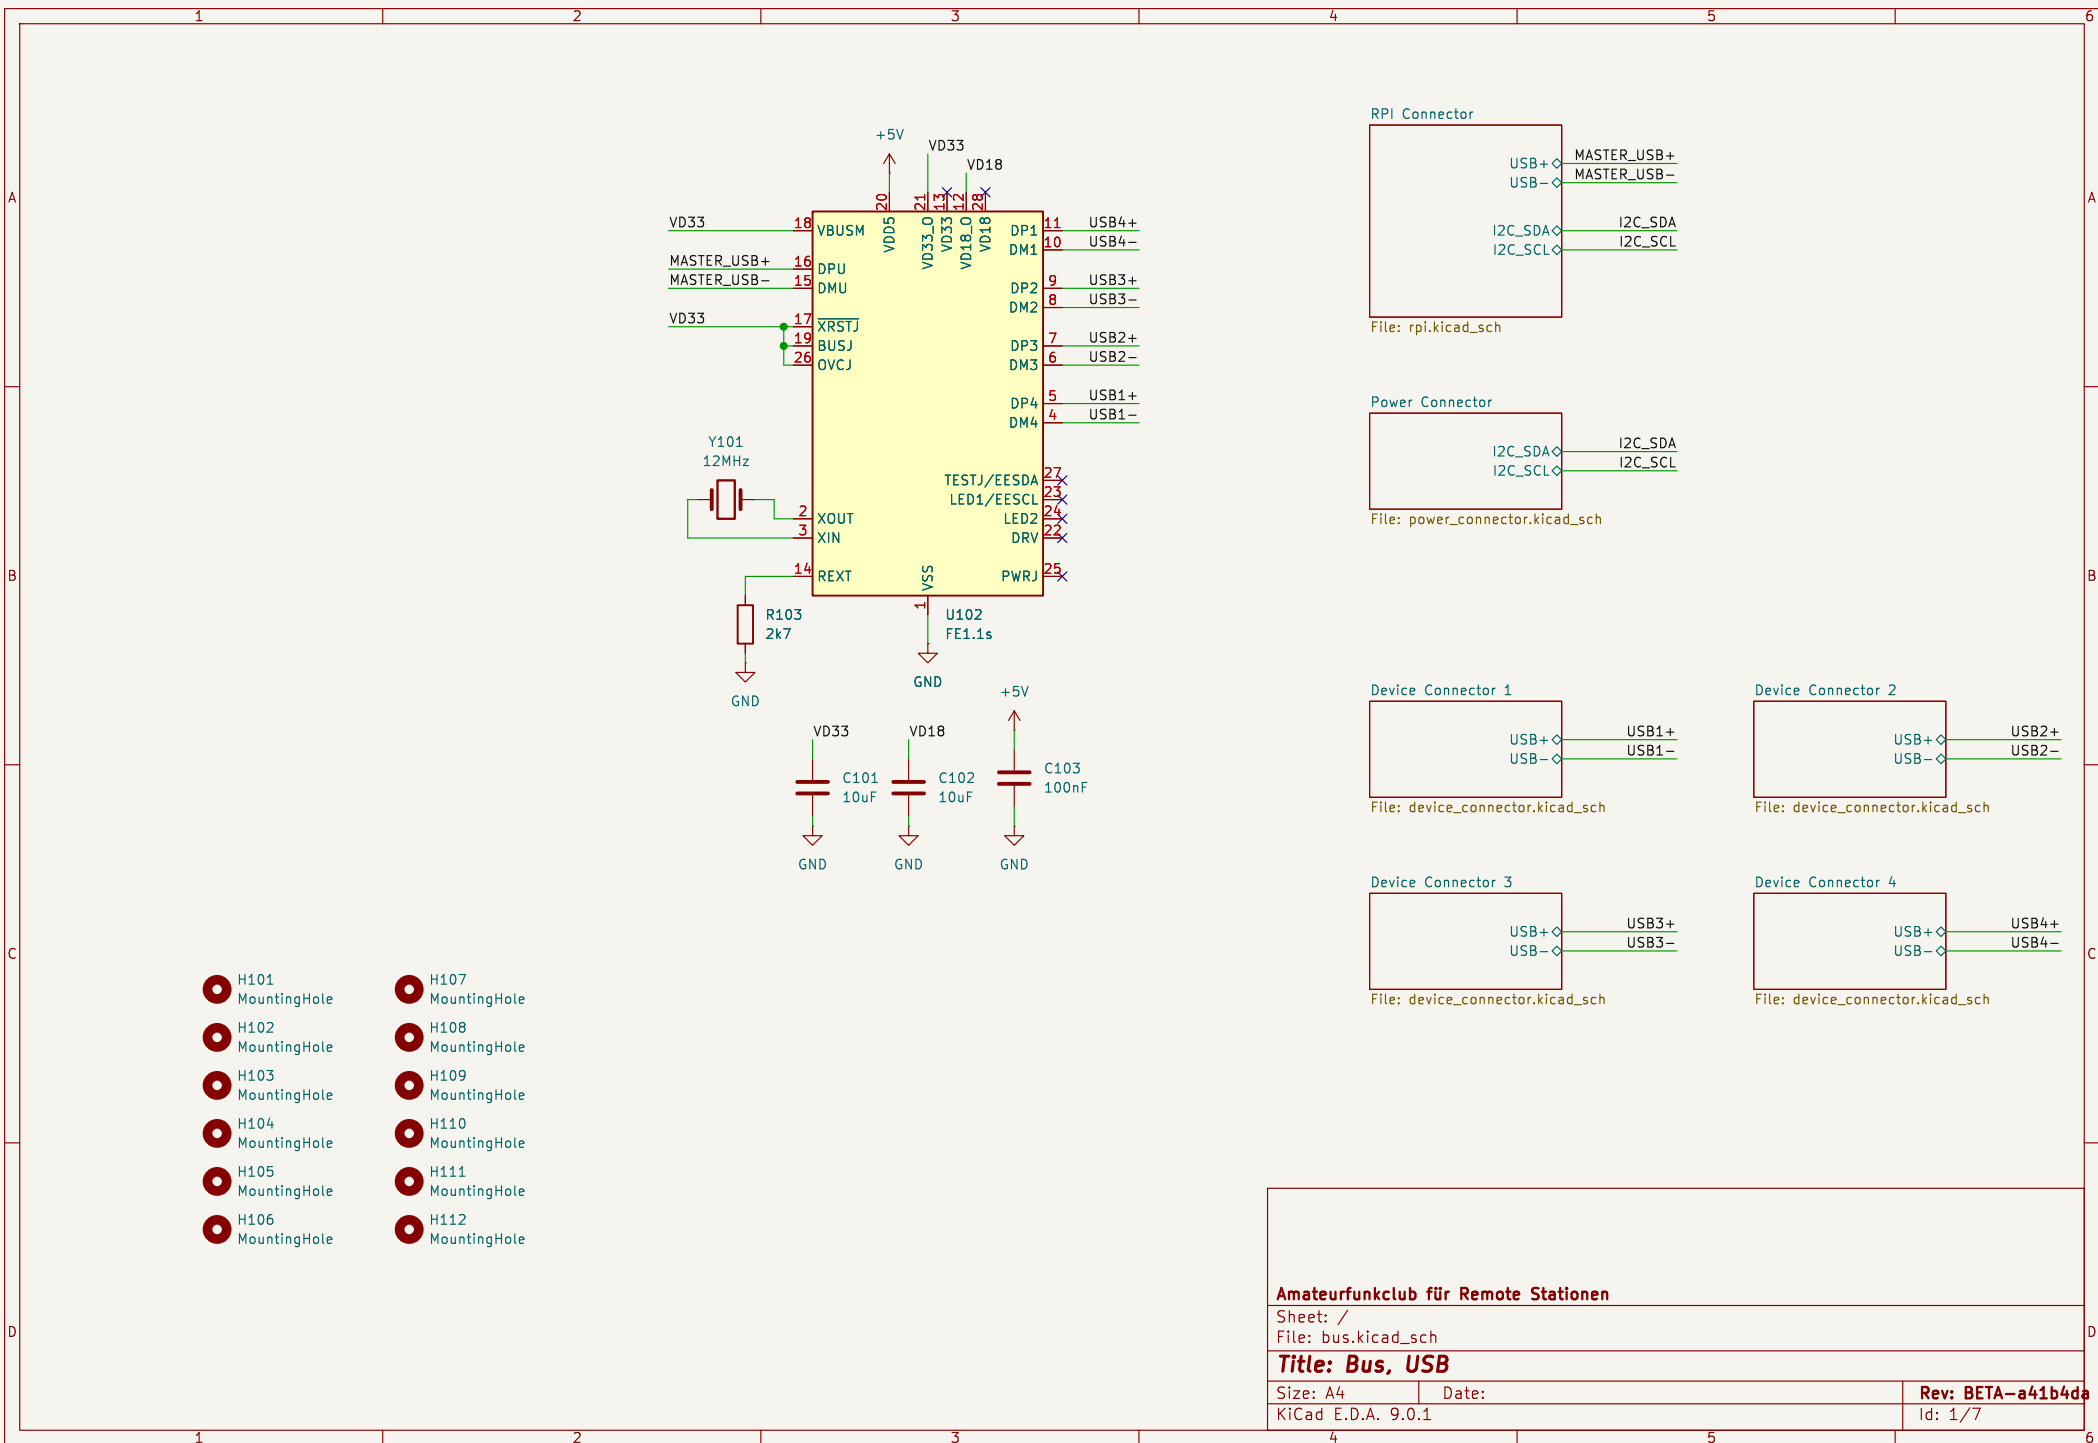 1 2 3 4 5 6
A
B
C
D
A
B
C
D
1 2 3 4 5 6
+5V
VD33
VD18
20
21
13
12
28
VDD5
VD33_O
VD33
VD18_O
VD18
VD33
18 VBUSM
MASTER_USB+
16 DPU
MASTER_USB-
15 DMU
VD33
17 XRSTJ
19 BUSJ
26 OVCJ
Y101
12MHz
2 XOUT
3 XIN
14 REXT
R103
2k7
GND
DP1 11 USB4+
DM1 10 USB4-
DP2 9 USB3+
DM2 8 USB3-
DP3 7 USB2+
DM3 6 USB2-
DP4 5 USB1+
DM4 4 USB1-
TESTJ/EESDA 27
LED1/EESCL 23
LED2 24
DRV 22
PWRJ 25
VSS
1
U102
FE1.1s
GND
VD33
C101
10uF
GND
VD18
C102
10uF
GND
+5V
C103
100nF
GND
RPI Connector
USB+ MASTER_USB+
USB- MASTER_USB-
I2C_SDA I2C_SDA
I2C_SCL I2C_SCL
File: rpi.kicad_sch
Power Connector
I2C_SDA I2C_SDA
I2C_SCL I2C_SCL
File: power_connector.kicad_sch
Device Connector 1
USB+ USB1+
USB- USB1-
File: device_connector.kicad_sch
Device Connector 2
USB+ USB2+
USB- USB2-
File: device_connector.kicad_sch
Device Connector 3
USB+ USB3+
USB- USB3-
File: device_connector.kicad_sch
Device Connector 4
USB+ USB4+
USB- USB4-
File: device_connector.kicad_sch
H101
MountingHole
H102
MountingHole
H103
MountingHole
H104
MountingHole
H105
MountingHole
H106
MountingHole
H107
MountingHole
H108
MountingHole
H109
MountingHole
H110
MountingHole
H111
MountingHole
H112
MountingHole
Amateurfunkclub für Remote Stationen
Sheet: /
File: bus.kicad_sch
Title: Bus, USB
Size: A4 Date: Rev: BETA-a41b4da
KiCad E.D.A. 9.0.1 Id: 1/7